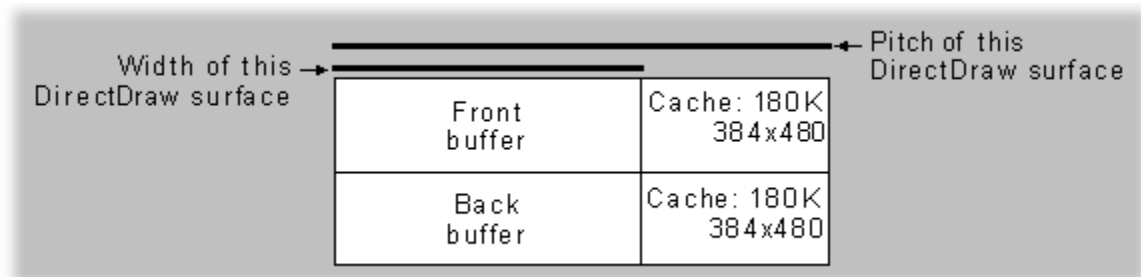 Width of this
DirectDraw surface
Pitch of this
DirectDraw surface
Front
buffer
Cache: 180K
384x480
Back
buffer
Cache: 180K
384x480